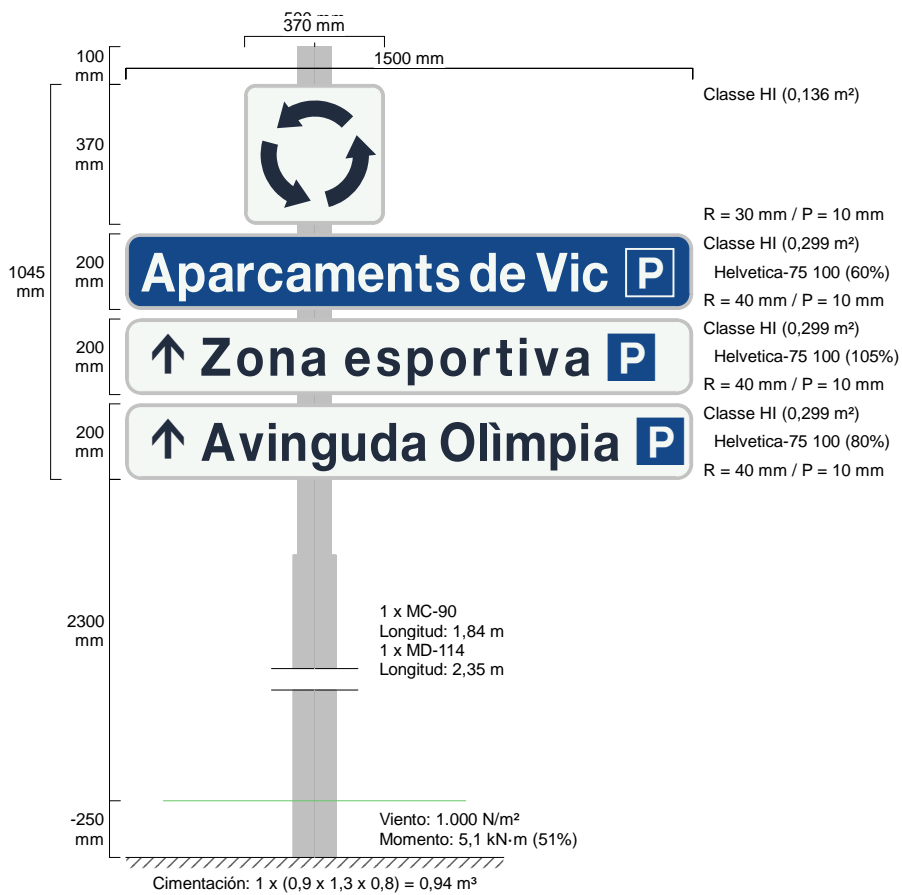 370 mm
100
mm
1500 mm
Classe HI (0,136 m²)
370
mm
R = 30 mm / P = 10 mm
1045
mm
200
mm
Aparcaments de Vic P
Classe HI (0,299 m²)
Helvetica-75 100 (60%)
R = 40 mm / P = 10 mm
200
mm
Zona esportiva P
Classe HI (0,299 m²)
Helvetica-75 100 (105%)
R = 40 mm / P = 10 mm
200
mm
Avinguda Olìmpia P
Classe HI (0,299 m²)
Helvetica-75 100 (80%)
R = 40 mm / P = 10 mm
2300
mm
1 x MC-90
Longitud: 1,84 m
1 x MD-114
Longitud: 2,35 m
-250
mm
Viento: 1.000 N/m²
Momento: 5,1 kN·m (51%)
Cimentación: 1 x (0,9 x 1,3 x 0,8) = 0,94 m³